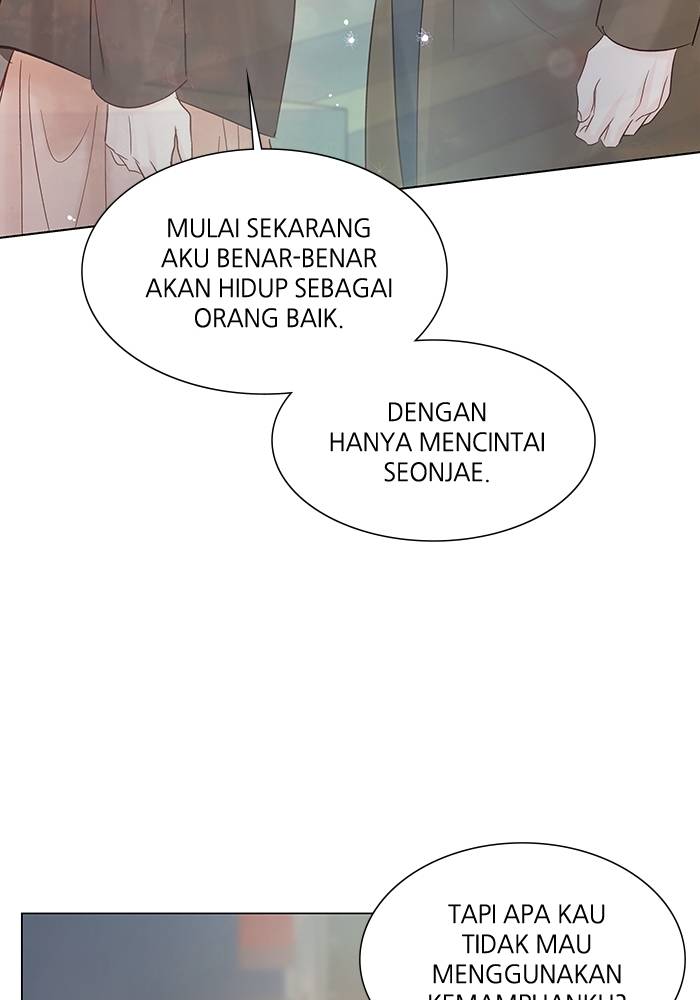 MULAI SEKARANG
AKU BENAR-BENAR
AKAN HIDUP SEBAGAI
ORANG BAIK.
DENGAN
HANYA MENCINTAI
SEONJAE.
TAPI APA KAU
TIDAK MAU
MENGGUNAKAN
KEMAMPUANKU?